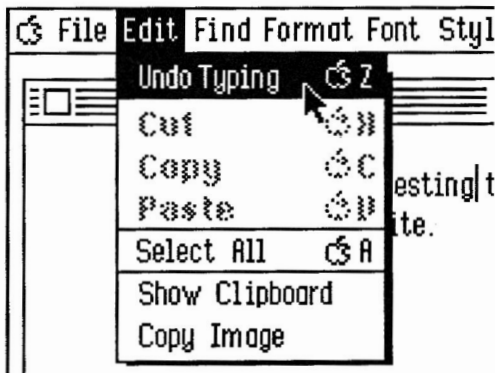 File Edit Find Format Font Styl
Undo Typing Z
Cut X
Copy C
Paste V
esting t
Select All A
ite.
Show Clipboard
Copy Image